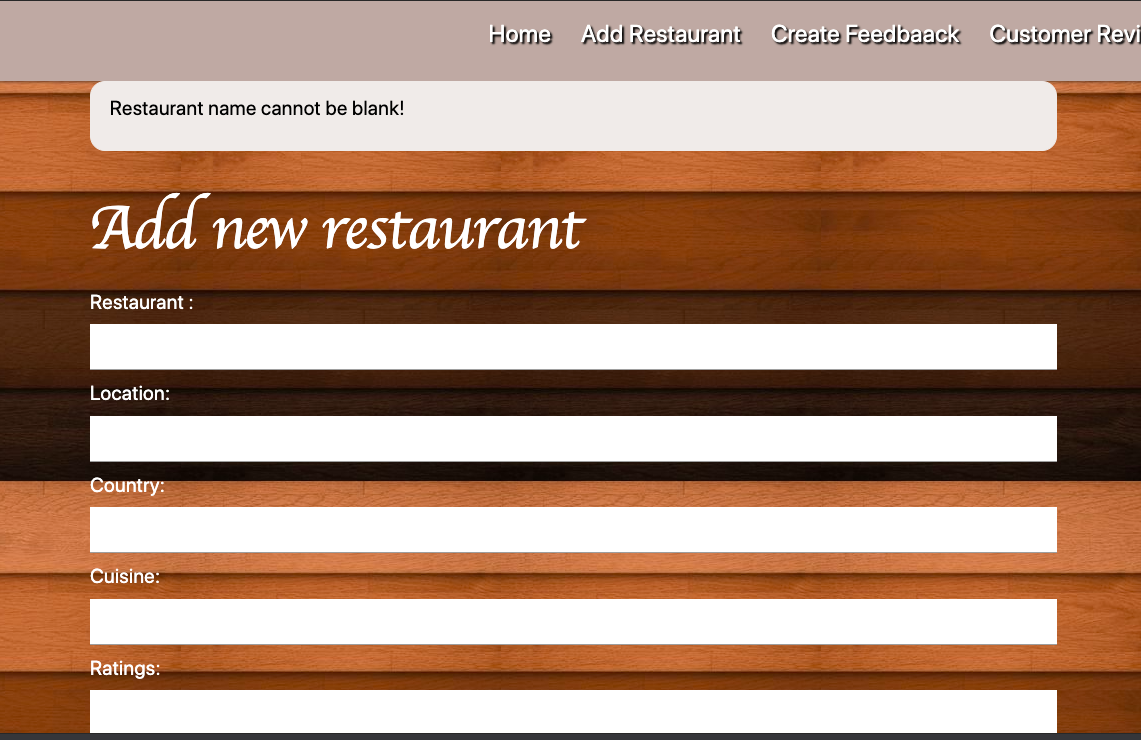 Home Add Restaurant Create Feedbaack Customer Revi
Restaurant name cannot be blank!
Add new restaurant
Restaurant :
Location:
Country:
Cuisine:
Ratings: